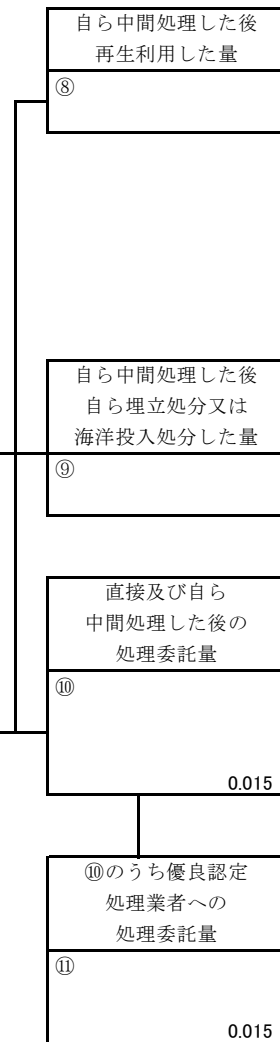 自ら中間処理した後
再生利用した量
⑧
自ら中間処理した後
自ら埋立処分又は
海洋投入処分した量
⑨
直接及び自ら
中間処理した後の
処理委託量
⑩
0.015
⑩のうち優良認定
処理業者への
処理委託量
⑪
0.015